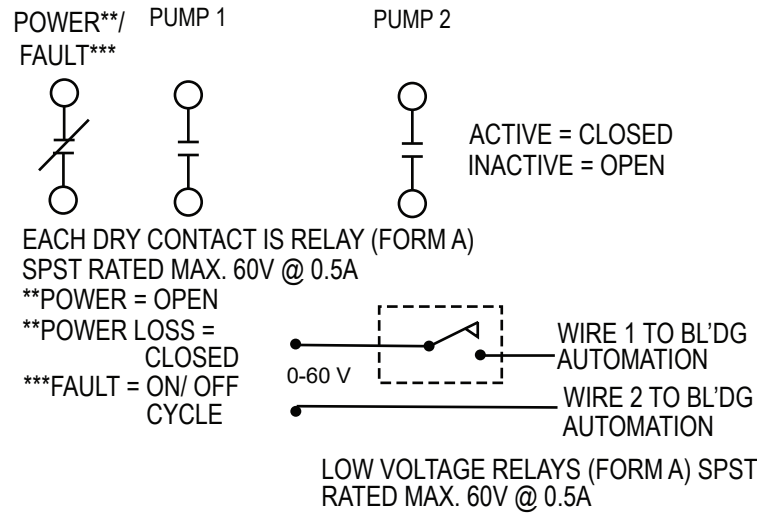 POWER**/
FAULT***
PUMP 1
PUMP 2
ACTIVE = CLOSED
INACTIVE = OPEN
EACH DRY CONTACT IS RELAY (FORM A)
SPST RATED MAX. 60V @ 0.5A
**POWER = OPEN
**POWER LOSS =
CLOSED
***FAULT = ON/ OFF
CYCLE
0-60 V
WIRE 1 TO BL'DG
AUTOMATION
WIRE 2 TO BL'DG
AUTOMATION
LOW VOLTAGE RELAYS (FORM A) SPST
RATED MAX. 60V @ 0.5A